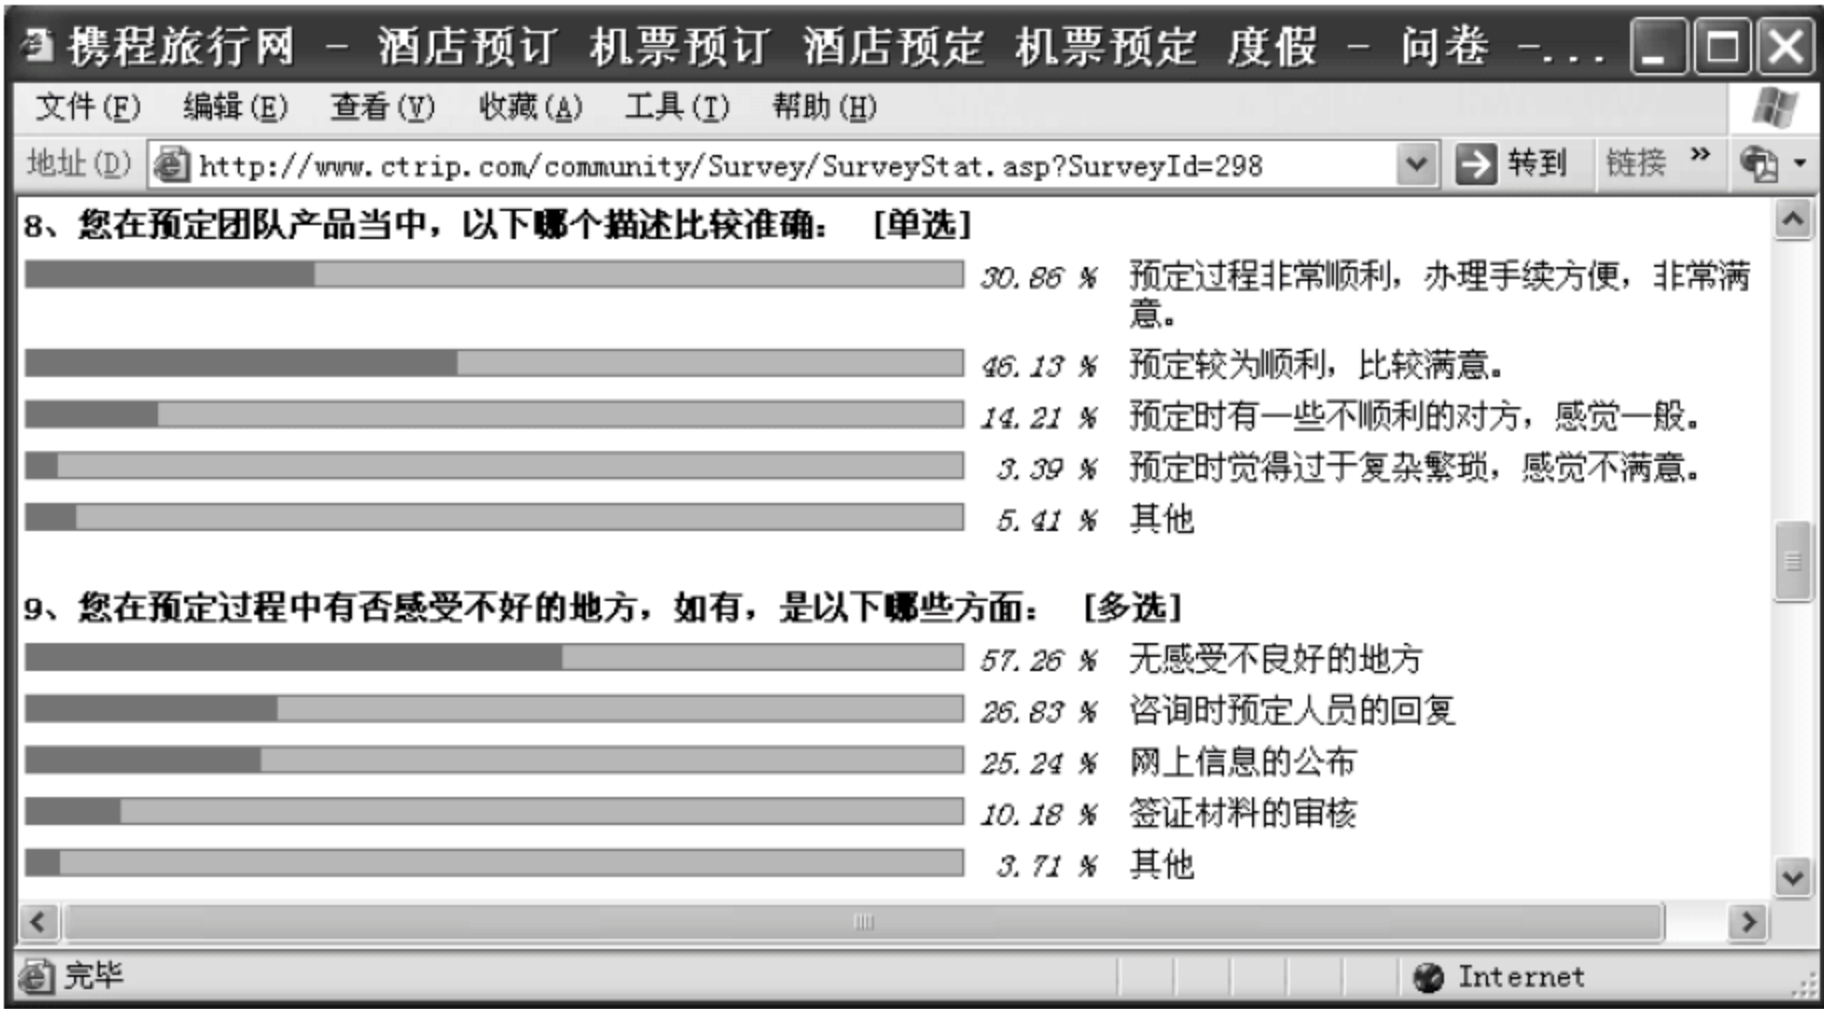 携程旅行网 - 酒店预订 机票预订 酒店预定 机票预定 度假 - 问卷 -...
文件(F) 编辑(E) 查看(V) 收藏(A) 工具(T) 帮助(H)
地址(D) http://www.ctrip.com/community/Survey/SurveyStat.asp?SurveyId=298 转到 链接 »
8、您在预定团队产品当中，以下哪个描述比较准确： [单选]
30.86 % 预定过程非常顺利，办理手续方便，非常满
意。
46.13 % 预定较为顺利，比较满意。
14.21 % 预定时有一些不顺利的对方，感觉一般。
3.39 % 预定时觉得过于复杂繁琐，感觉不满意。
5.41 % 其他
9、您在预定过程中有否感受不好的地方，如有，是以下哪些方面： [多选]
57.26 % 无感受不良好的地方
26.83 % 咨询时预定人员的回复
25.24 % 网上信息的公布
10.18 % 签证材料的审核
3.71 % 其他
完毕 Internet